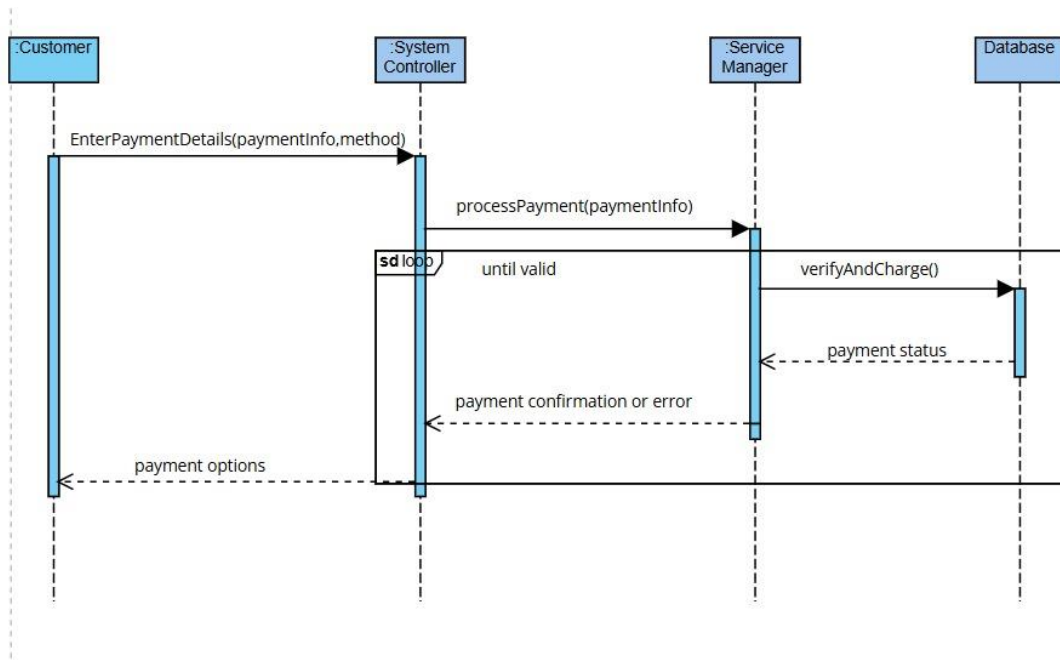 :Customer
:System
Controller
:Service
Manager
Database
EnterPaymentDetails(paymentInfo,method)
processPayment(paymentInfo)
sd loop
until valid
verifyAndCharge()
payment status
payment confirmation or error
payment options